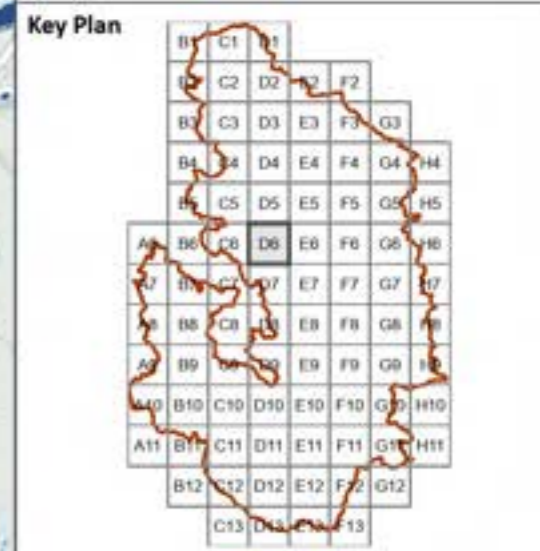 Key Plan
B1 C1 D1
B2 C2 D2 E2 F2
B3 C3 D3 E3 F3 G3
B4 C4 D4 E4 F4 G4 H4
B5 C5 D5 E5 F5 G5 H5
A6 B6 C6 D6 E6 F6 G6 H6
A7 B7 C7 D7 E7 F7 G7 H7
A8 B8 C8 D8 E8 F8 G8 H8
A9 B9 C9 D9 E9 F9 G9 H9
A10 B10 C10 D10 E10 F10 G10 H10
A11 B11 C11 D11 E11 F11 G11 H11
B12 C12 D12 E12 F12 G12
C13 D13 E13 F13